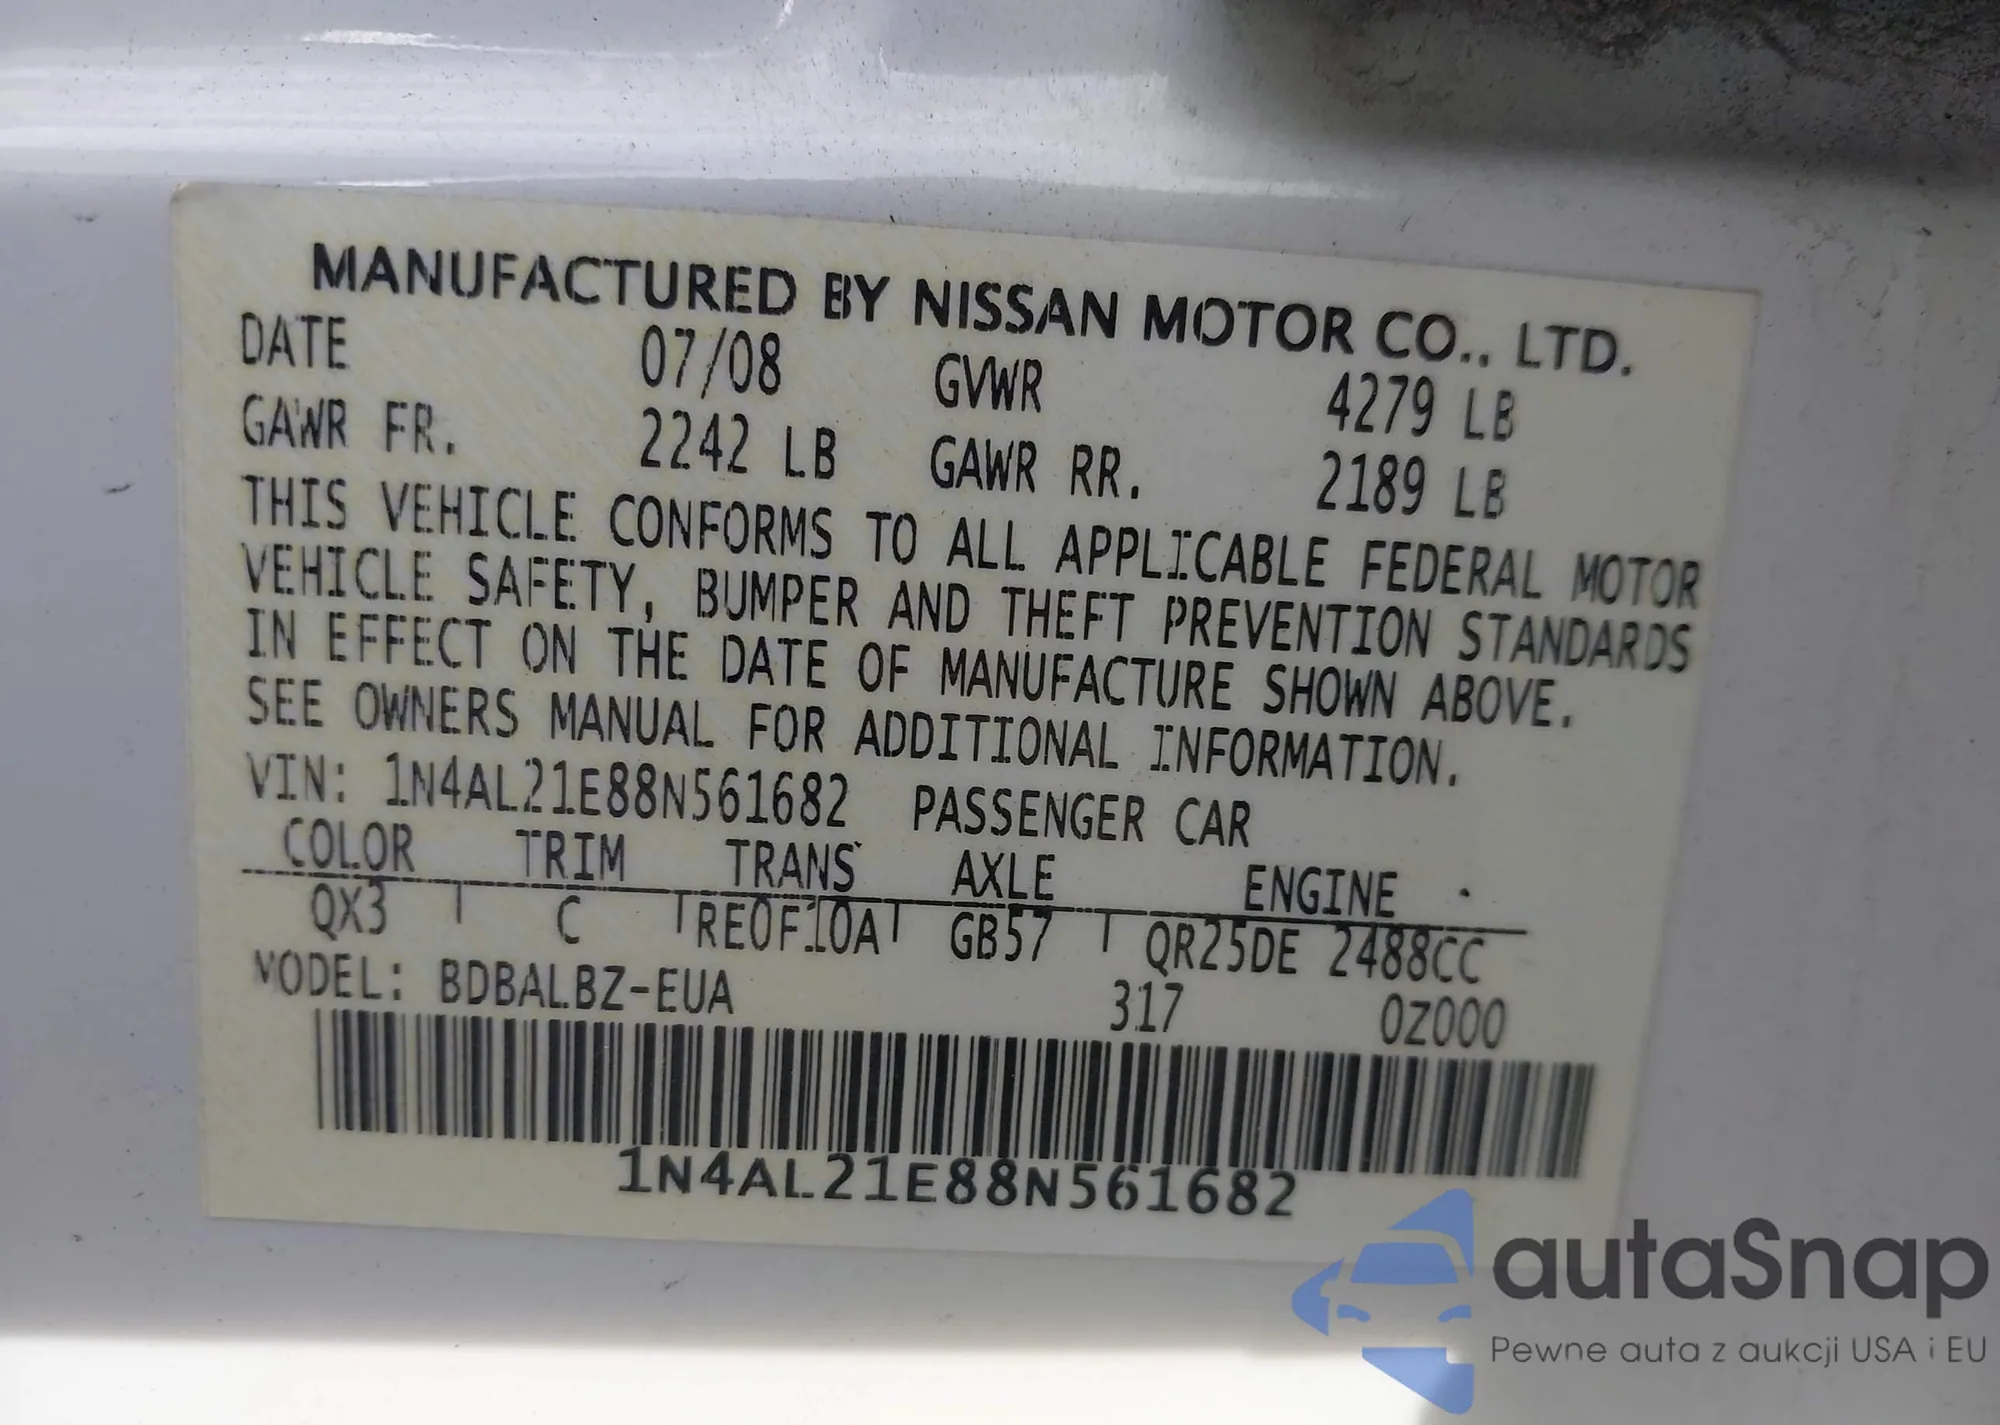 MANUFACTURED BY NISSAN MOTOR CO., LTD.
DATE 07/08 GVWR 4279 LB
GAWR FR. 2242 LB GAWR RR. 2189 LB
THIS VEHICLE CONFORMS TO ALL APPLICABLE FEDERAL MOTOR
VEHICLE SAFETY, BUMPER AND THEFT PREVENTION STANDARDS
IN EFFECT ON THE DATE OF MANUFACTURE SHOWN ABOVE.
SEE OWNERS MANUAL FOR ADDITIONAL INFORMATION.
VIN: 1N4AL21E88N561682 PASSENGER CAR
COLOR TRIM TRANS AXLE ENGINE
QX3 C RE0F10A GB57 QR25DE 2488CC
MODEL: BDBALBZ-EUA 317 0Z000
1N4AL21E88N561682
autaSnap
Pewne auta z aukcji USA i EU